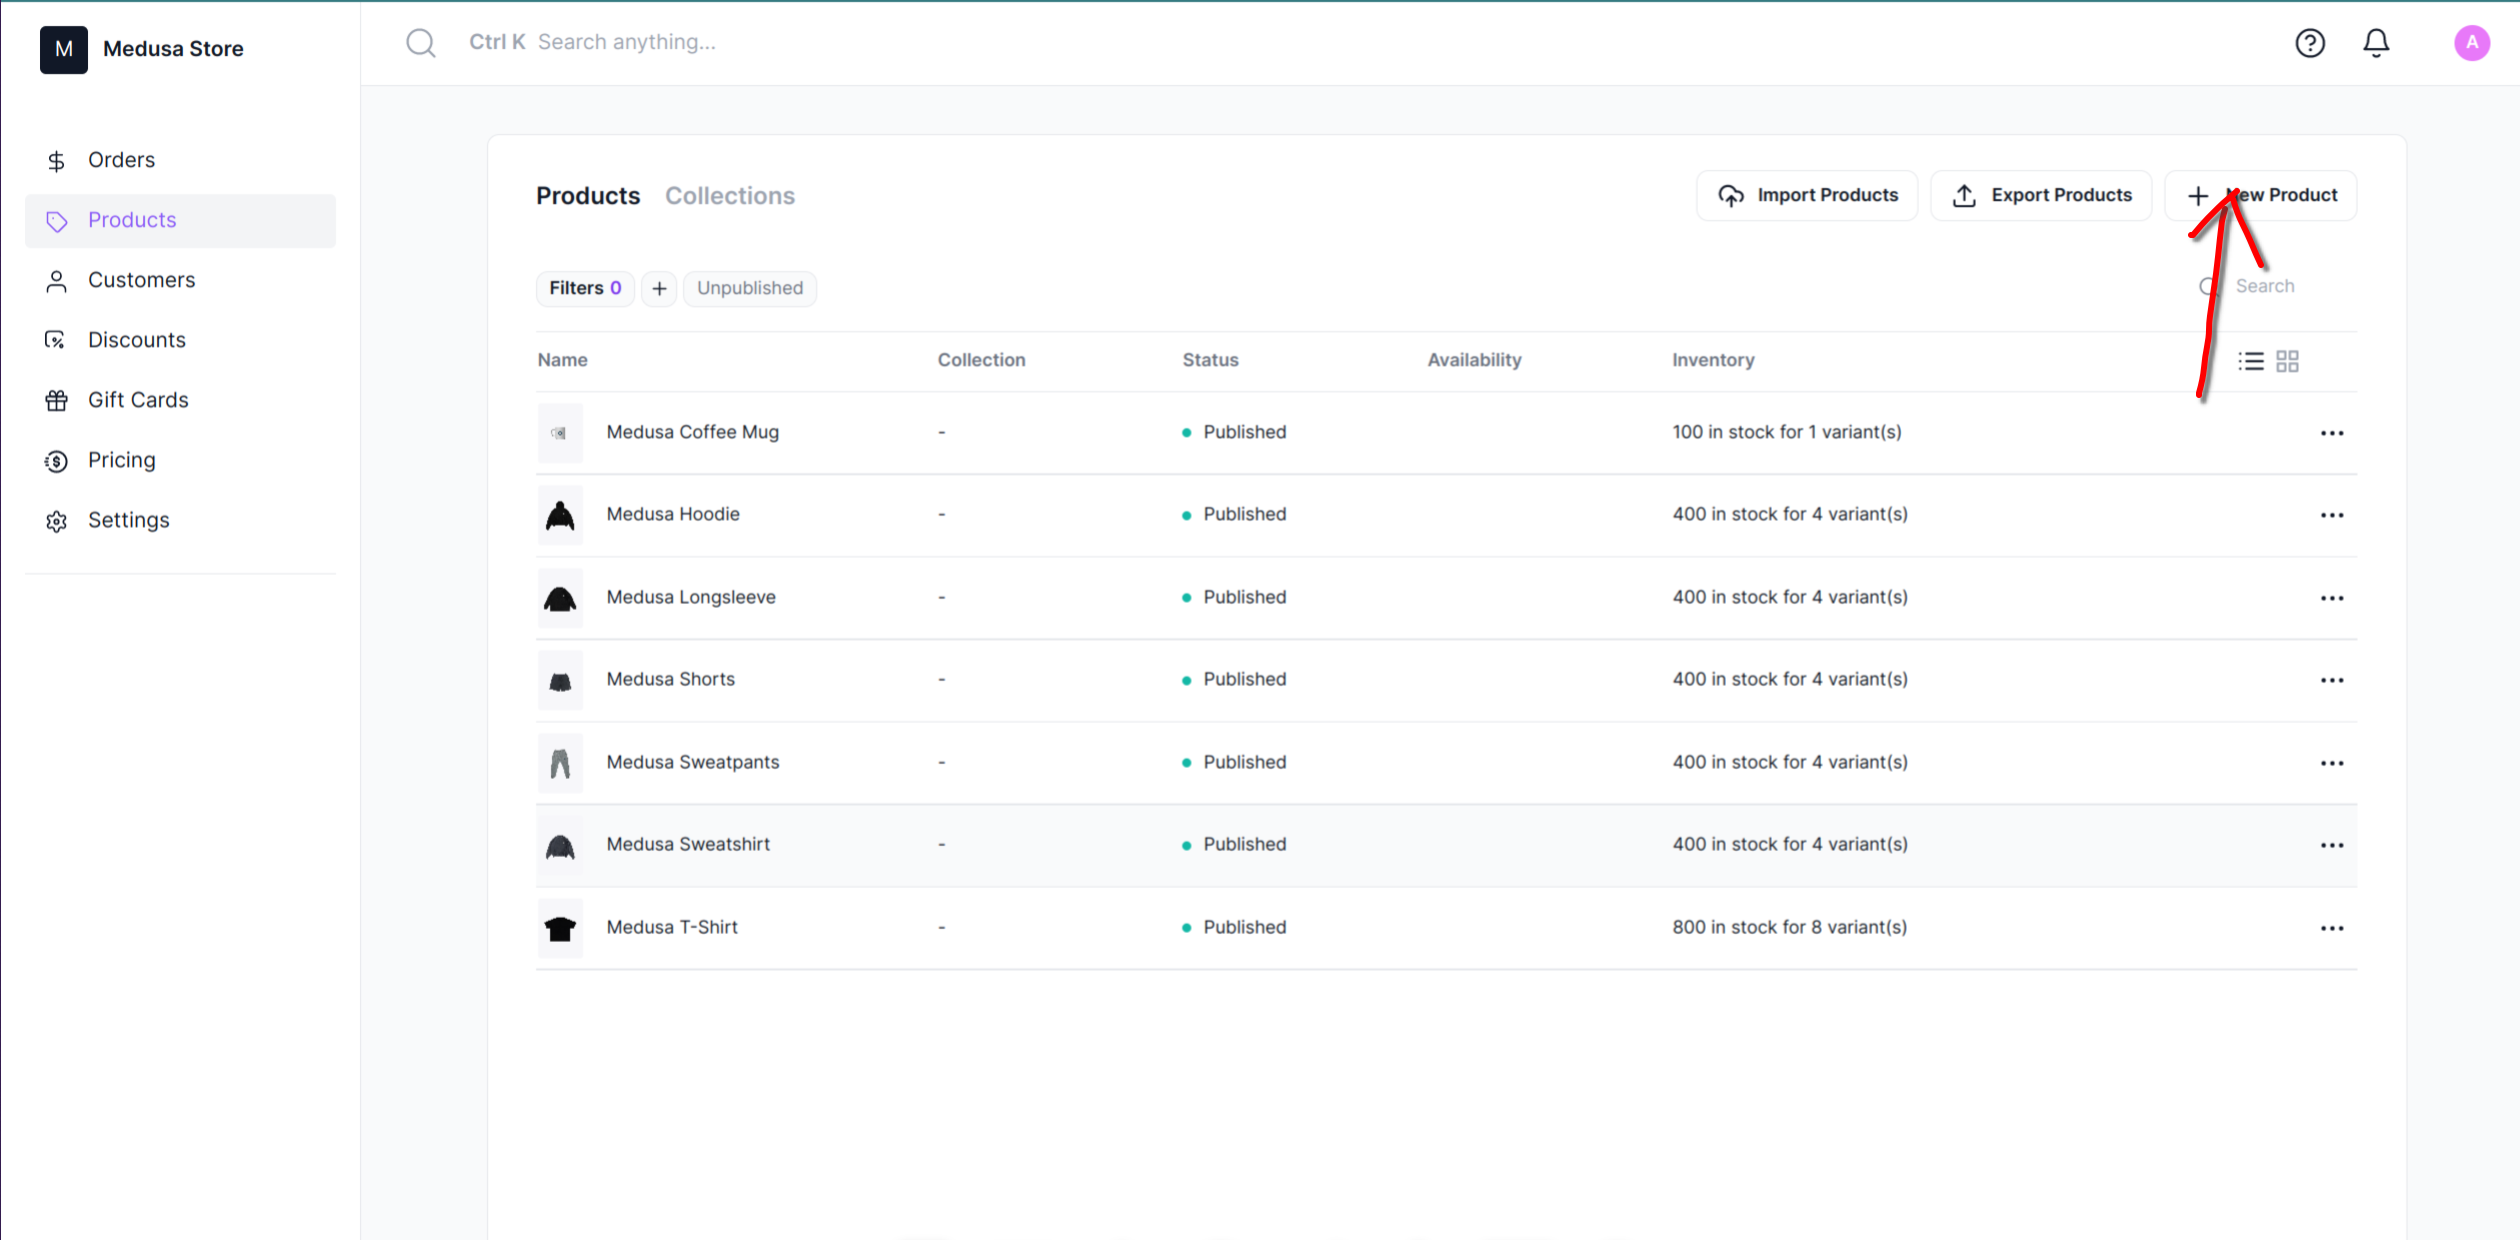 M Medusa Store
Ctrl K Search anything...
A
Orders
Products
Customers
Discounts
Gift Cards
Pricing
Settings
Products Collections
Import Products
Export Products
New Product
Filters 0 + Unpublished
Search
Name Collection Status Availability Inventory
Medusa Coffee Mug - Published 100 in stock for 1 variant(s)
Medusa Hoodie - Published 400 in stock for 4 variant(s)
Medusa Longsleeve - Published 400 in stock for 4 variant(s)
Medusa Shorts - Published 400 in stock for 4 variant(s)
Medusa Sweatpants - Published 400 in stock for 4 variant(s)
Medusa Sweatshirt - Published 400 in stock for 4 variant(s)
Medusa T-Shirt - Published 800 in stock for 8 variant(s)